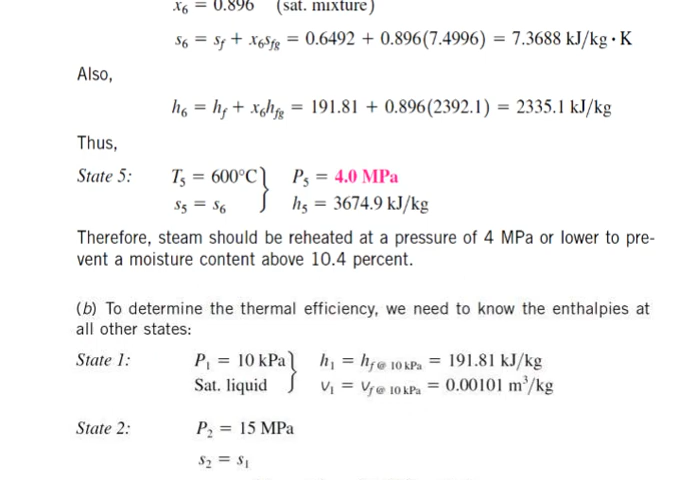 x₆ = 0.896 (sat. mixture)
s₆ = s_f + x₆s_fg = 0.6492 + 0.896(7.4996) = 7.3688 kJ/kg · K
Also,
h₆ = h_f + x₆h_fg = 191.81 + 0.896(2392.1) = 2335.1 kJ/kg
Thus,
State 5: T₅ = 600°C } P₅ = 4.0 MPa
s₅ = s₆ h₅ = 3674.9 kJ/kg
Therefore, steam should be reheated at a pressure of 4 MPa or lower to pre-
vent a moisture content above 10.4 percent.
(b) To determine the thermal efficiency, we need to know the enthalpies at
all other states:
State 1: P₁ = 10 kPa } h₁ = h_f @ 10 kPa = 191.81 kJ/kg
Sat. liquid v₁ = v_f @ 10 kPa = 0.00101 m³/kg
State 2: P₂ = 15 MPa
s₂ = s₁